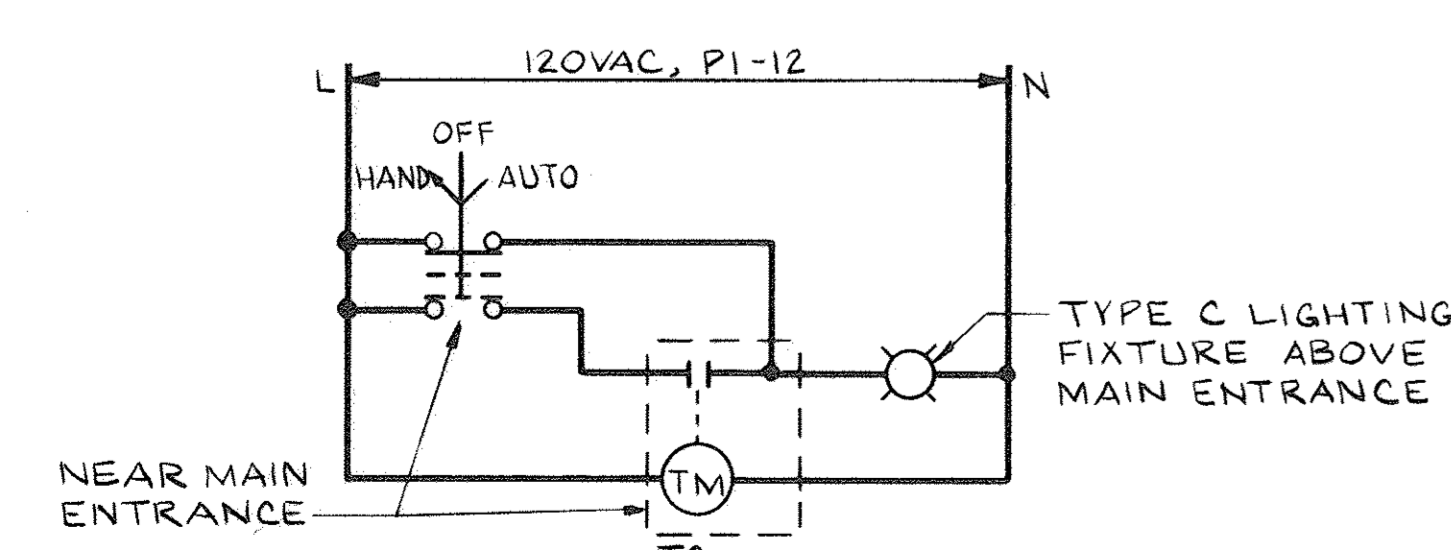 120VAC, P1-12
L
N
OFF
HAND
AUTO
TYPE C LIGHTING
FIXTURE ABOVE
MAIN ENTRANCE
NEAR MAIN
ENTRANCE
TM